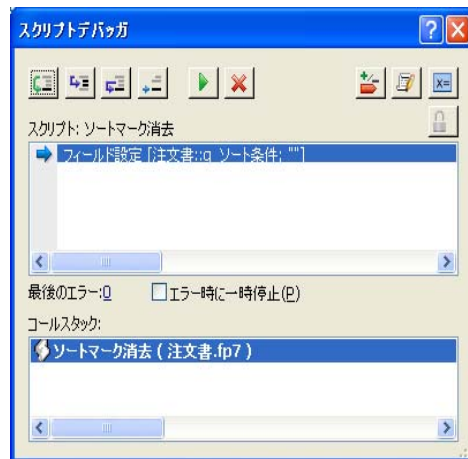 スクリプトデバッガ
スクリプト: ソートマーク消去
フィールド設定 [注文書::g_ソート条件; ""]
最後のエラー:0 エラー時に一時停止(P)
コールスタック:
ソートマーク消去 ( 注文書.fp7 )